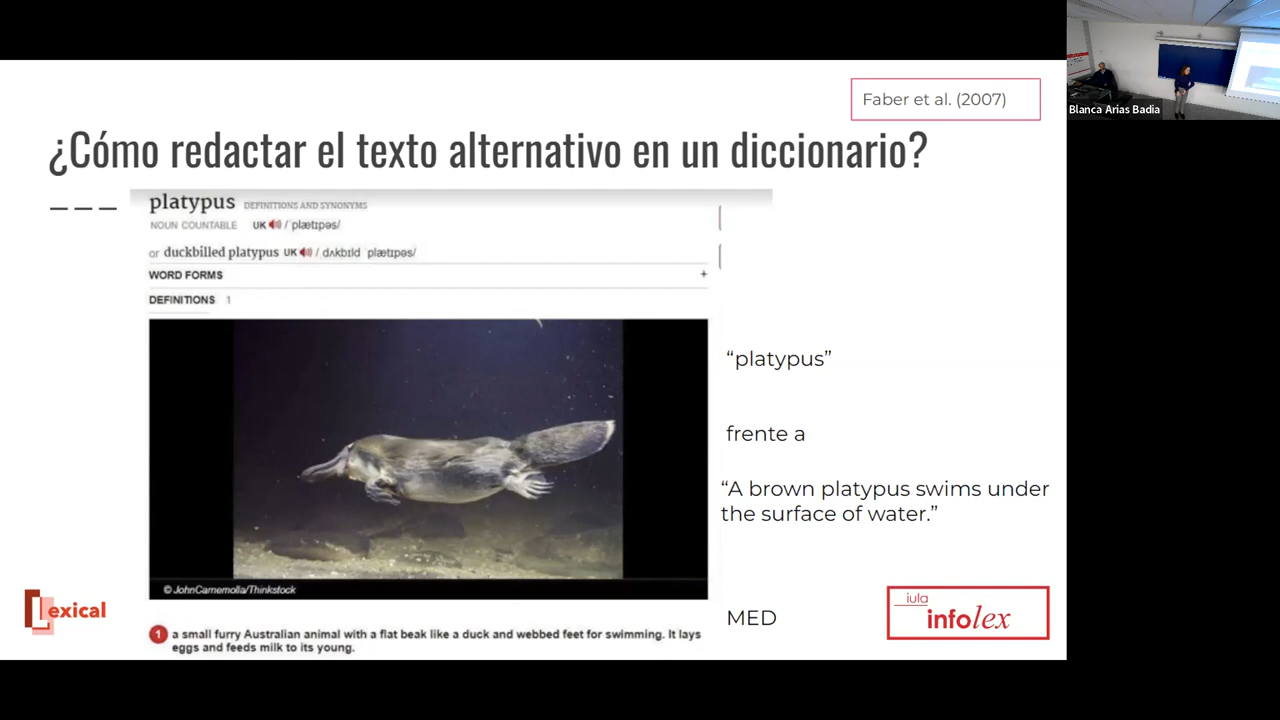 Faber et al. (2007)
¿Cómo redactar el texto alternativo en un diccionario?
platypus DEFINITIONS AND SYNONYMS
NOUN COUNTABLE UK /ˈplætɪpəs/
or duckbilled platypus UK / dʌkbɪld ˈplætɪpəs/
WORD FORMS +
DEFINITIONS 1
“platypus”
frente a
“A brown platypus swims under
the surface of water.”
© JohnCarnemolla/Thinkstock
1 a small furry Australian animal with a flat beak like a duck and webbed feet for swimming. It lays
eggs and feeds milk to its young.
MED
Lexical
iula
infolex
Blanca Arias Badia